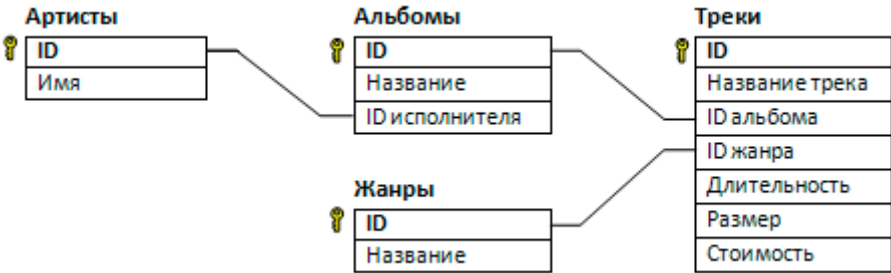 Артисты
ID
Имя
Альбомы
ID
Название
ID исполнителя
Жанры
ID
Название
Треки
ID
Название трека
ID альбома
ID жанра
Длительность
Размер
Стоимость